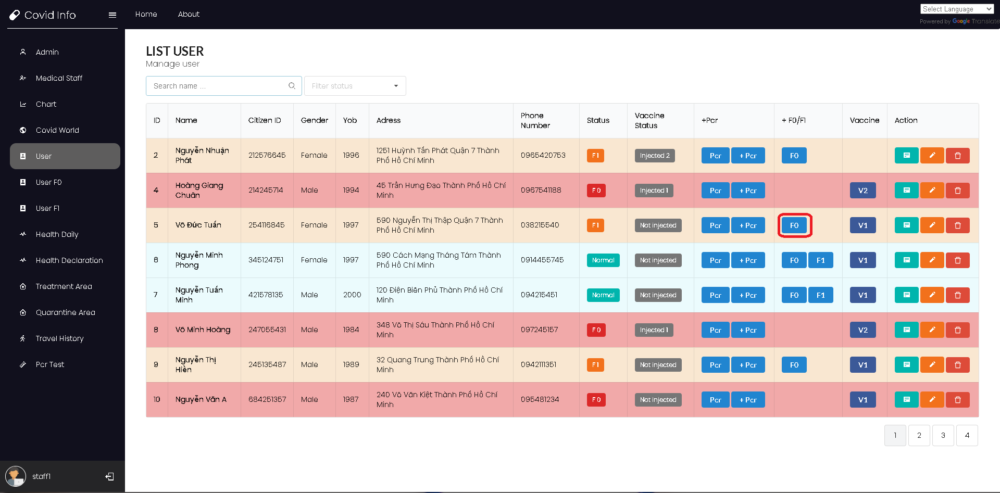 Covid Info
Home
About
Select Language
Powered by Google Translate
Admin
Medical Staff
Chart
Covid World
User
User F0
User F1
Health Daily
Health Declaration
Treatment Area
Quarantine Area
Travel History
Pcr Test
staff1
LIST USER
Manage user
Search name ...
Filter status
ID Name Citizen ID Gender Yob Adress Phone Number Status Vaccine Status +Pcr + F0/F1 Vaccine Action
2 Nguyễn Nhuận Phát 212576645 Female 1996 1251 Huỳnh Tấn Phát Quận 7 Thành Phố Hồ Chí Minh 0965420753 F1 Injected 2 Pcr + Pcr F0
4 Hoàng Giang Chuân 214245714 Male 1994 45 Trần Hưng Đạo Thành Phố Hồ Chí Minh 0967541188 F0 Injected 1 Pcr + Pcr V2
5 Võ Đức Tuấn 254116845 Female 1997 590 Nguyễn Thị Thập Quận 7 Thành Phố Hồ Chí Minh 038215540 F1 Not injected Pcr + Pcr F0 V1
6 Nguyễn Minh Phong 345124751 Female 1997 590 Cách Mạng Tháng Tám Thành Phố Hồ Chí Minh 0914455745 Normal Not injected Pcr + Pcr F0 F1 V1
7 Nguyễn Tuấn Minh 421578135 Male 2000 120 Điện Biên Phủ Thành Phố Hồ Chí Minh 094215451 Normal Not injected Pcr + Pcr F0 F1 V1
8 Võ Minh Hoàng 247055431 Male 1984 348 Võ Thị Sáu Thành Phố Hồ Chí Minh 097245157 F0 Injected 1 Pcr + Pcr V2
9 Nguyễn Thị Hiền 245135487 Male 1989 32 Quang Trung Thành Phố Hồ Chí Minh 0942111351 F1 Not injected Pcr + Pcr F0 V1
10 Nguyễn Văn A 684251357 Male 1987 240 Võ Văn Kiệt Thành Phố Hồ Chí Minh 095481234 F0 Not injected Pcr + Pcr V1
1 2 3 4